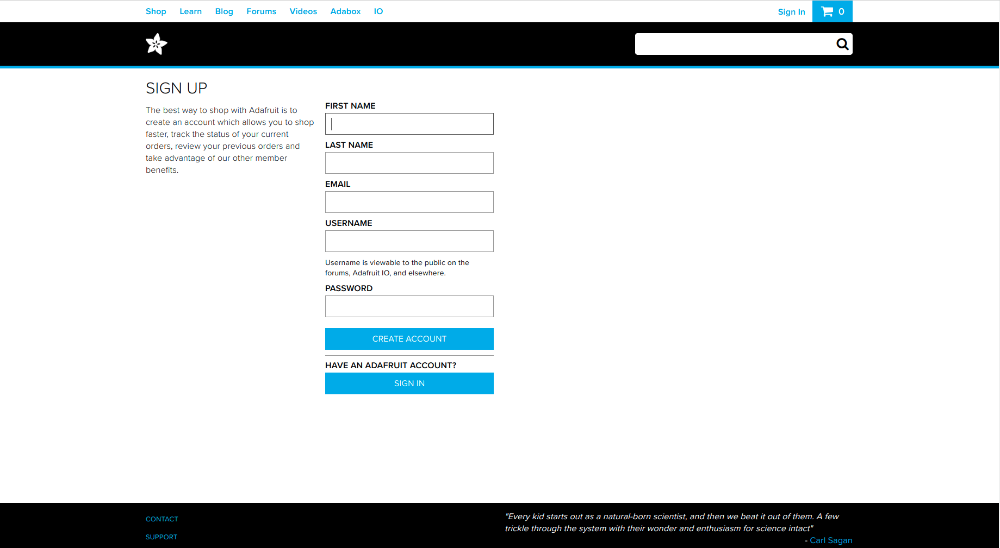 Shop Learn Blog Forums Videos Adabox IO
Sign In 0
SIGN UP
The best way to shop with Adafruit is to
create an account which allows you to shop
faster, track the status of your current
orders, review your previous orders and
take advantage of our other member
benefits.
FIRST NAME
LAST NAME
EMAIL
USERNAME
Username is viewable to the public on the
forums, Adafruit IO, and elsewhere.
PASSWORD
CREATE ACCOUNT
HAVE AN ADAFRUIT ACCOUNT?
SIGN IN
CONTACT
SUPPORT
"Every kid starts out as a natural-born scientist, and then we beat it out of them. A few
trickle through the system with their wonder and enthusiasm for science intact"
- Carl Sagan